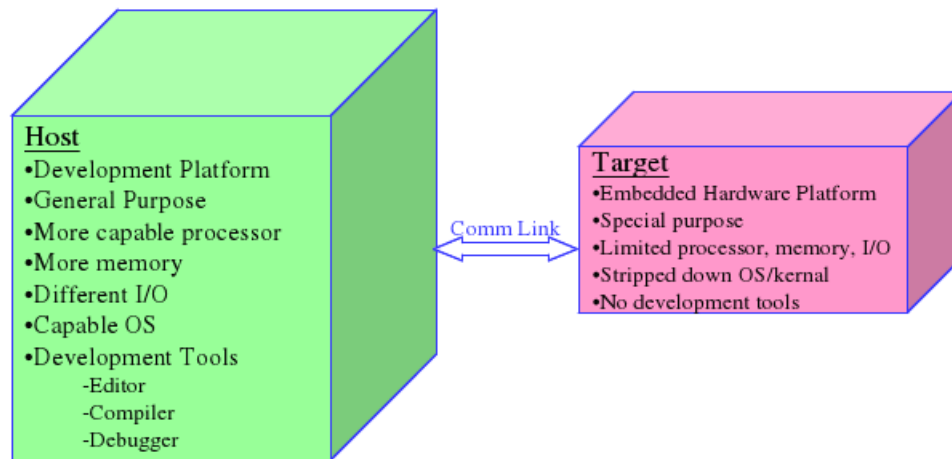 Host
•Development Platform
•General Purpose
•More capable processor
•More memory
•Different I/O
•Capable OS
•Development Tools
-Editor
-Compiler
-Debugger
Comm Link
Target
•Embedded Hardware Platform
•Special purpose
•Limited processor, memory, I/O
•Stripped down OS/kernal
•No development tools